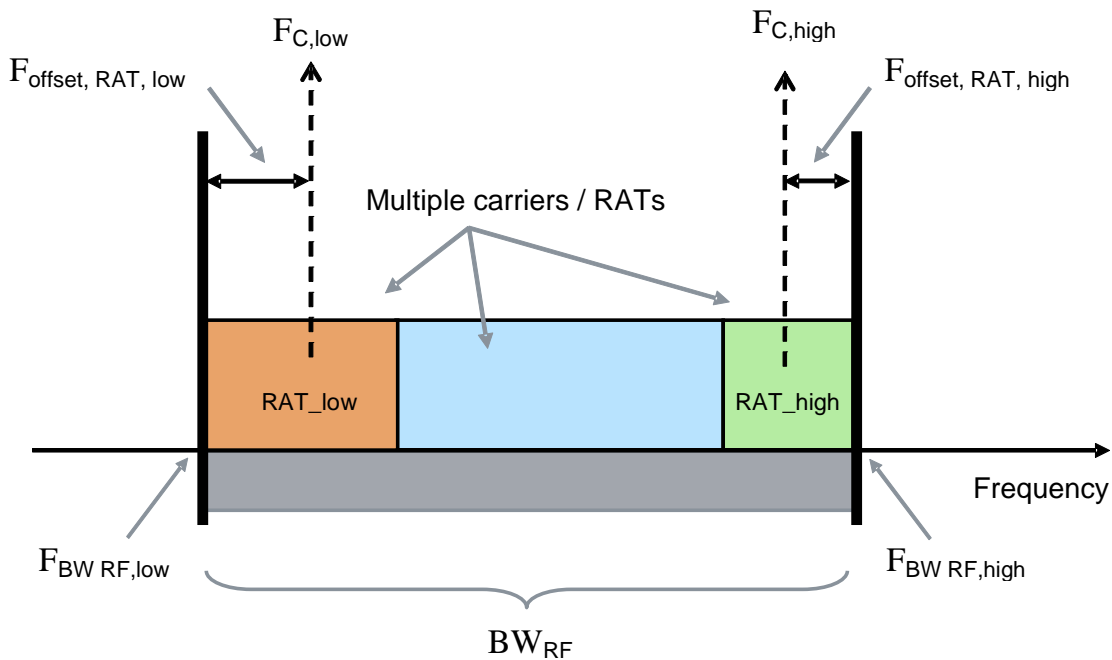 F_C,low
F_C,high
F_offset, RAT, low
F_offset, RAT, high
Multiple carriers / RATs
RAT_low
RAT_high
Frequency
F_BW RF,low
F_BW RF,high
BW_RF